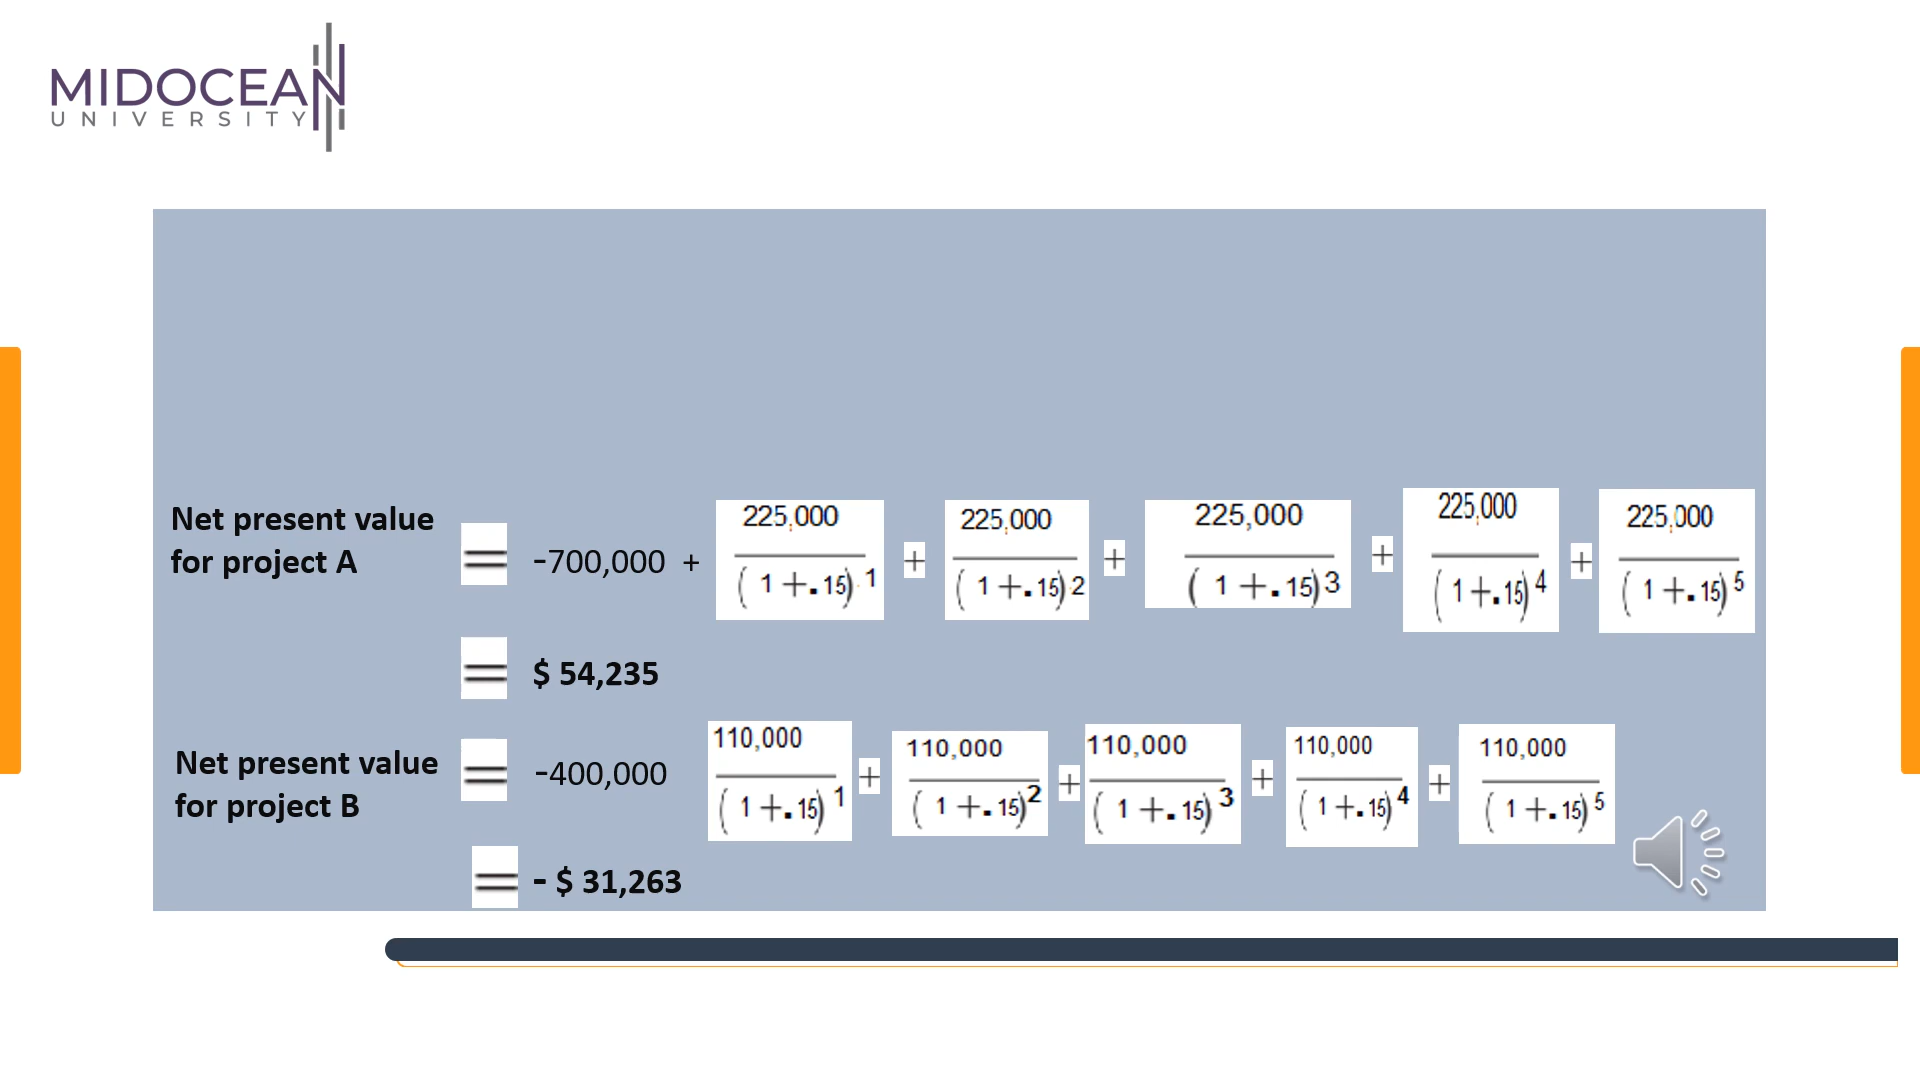 MIDOCEAN
UNIVERSITY
Net present value
for project A
= -700,000 + 225,000 / (1+.15)1 + 225,000 / (1+.15)2 + 225,000 / (1+.15)3 + 225,000 / (1+.15)4 + 225,000 / (1+.15)5
= $ 54,235
Net present value
for project B
= -400,000 110,000 / (1+.15)1 + 110,000 / (1+.15)2 + 110,000 / (1+.15)3 + 110,000 / (1+.15)4 + 110,000 / (1+.15)5
= - $ 31,263